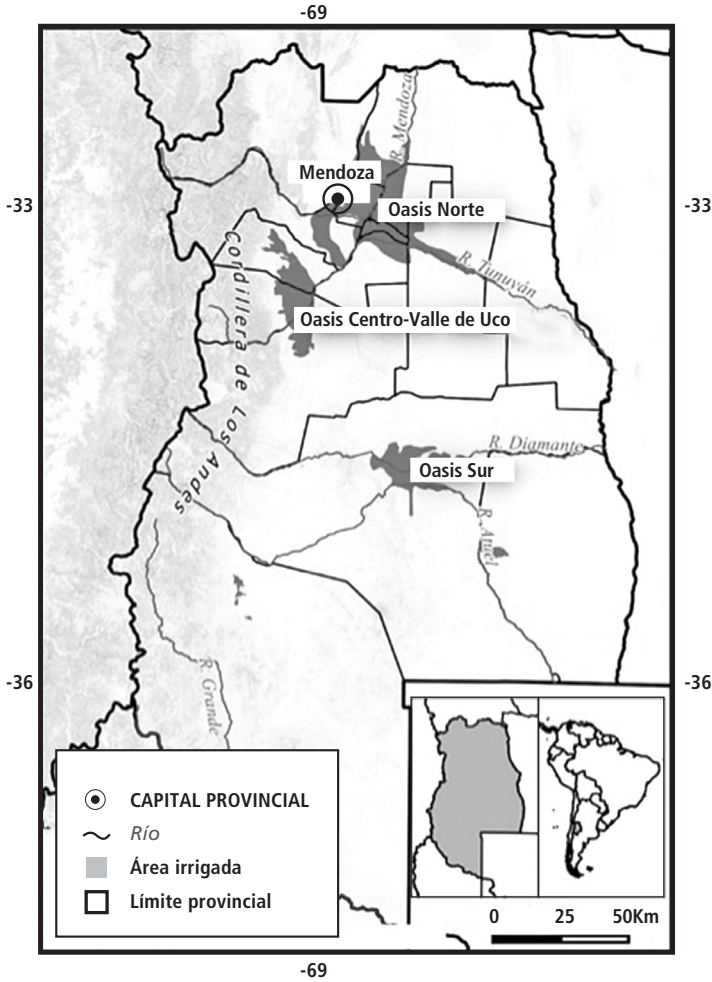 -69
R. Mendoza
Mendoza
-33
-33
Oasis Norte
R. Tunuyán
Cordillera de Los Andes
Oasis Centro-Valle de Uco
R. Diamante
Oasis Sur
R. Atuel
-36
-36
R. Grande
CAPITAL PROVINCIAL
Río
Área irrigada
Límite provincial
0 25 50Km
-69